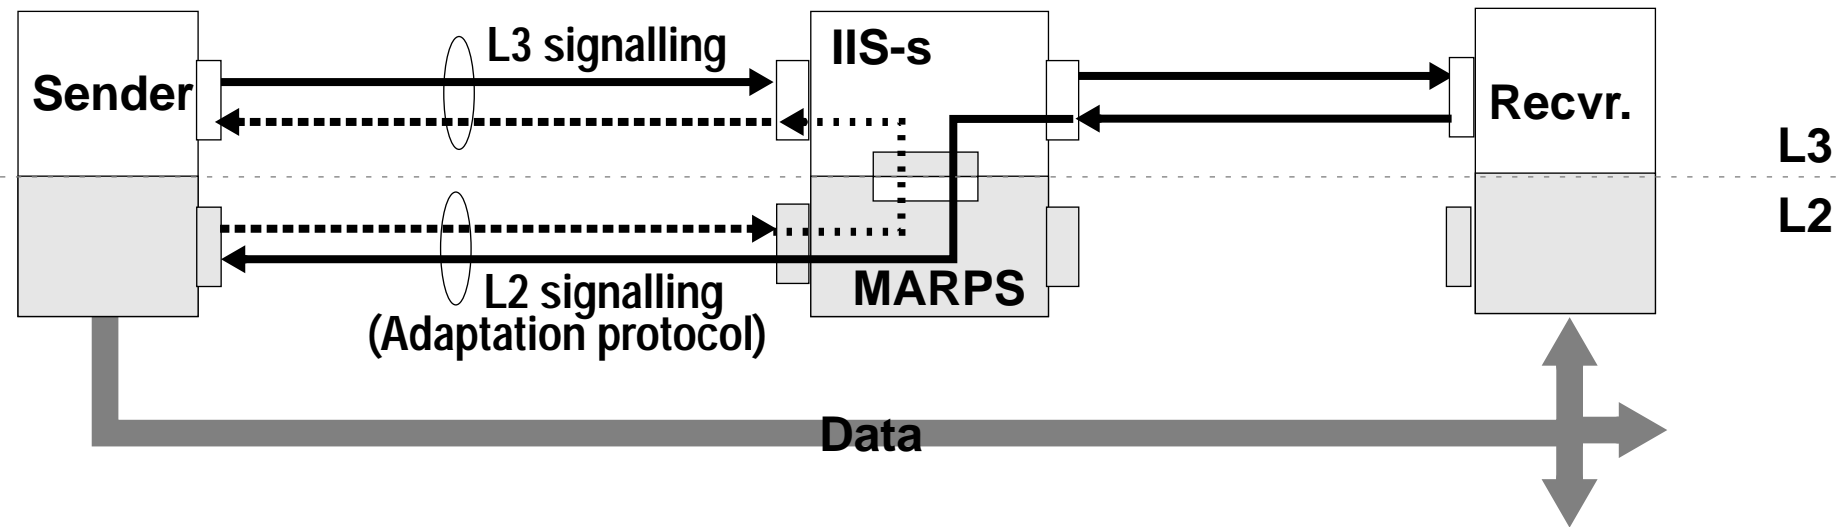 L3 signalling
IIS-s
Sender
Recvr.
L3
L2
L2 signalling
(Adaptation protocol)
MARPS
Data